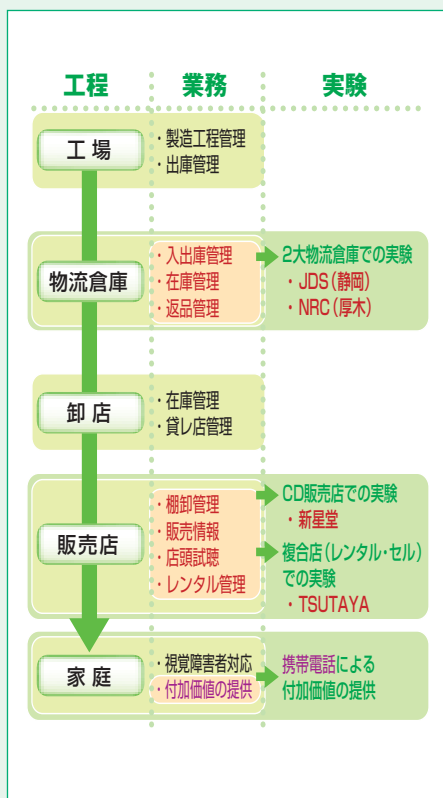 工程 業務 実験
工場
・製造工程管理
・出庫管理
物流倉庫
・入出庫管理
・在庫管理
・返品管理
2大物流倉庫での実験
・JDS(静岡)
・NRC(厚木)
卸店
・在庫管理
・貸レ店管理
販売店
・棚卸管理
・販売情報
・店頭試聴
・レンタル管理
CD販売店での実験
・新星堂
複合店(レンタル・セル)
での実験
・TSUTAYA
家庭
・視覚障害者対応
・付加価値の提供
携帯電話による
付加価値の提供